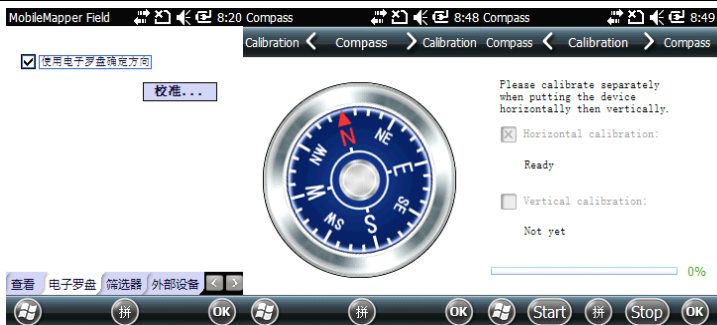 MobileMapper Field 8:20
使用电子罗盘确定方向
校准...
查看 电子罗盘 筛选器 外部设备
拼 OK
Compass 8:48
Calibration Compass Calibration
N
NE
E
SE
S
SW
W
NW
拼 OK
Compass 8:49
Compass Calibration Compass
Please calibrate separately
when putting the device
horizontally then vertically.
Horizontal calibration:
Ready
Vertical calibration:
Not yet
0%
Start 拼 Stop OK